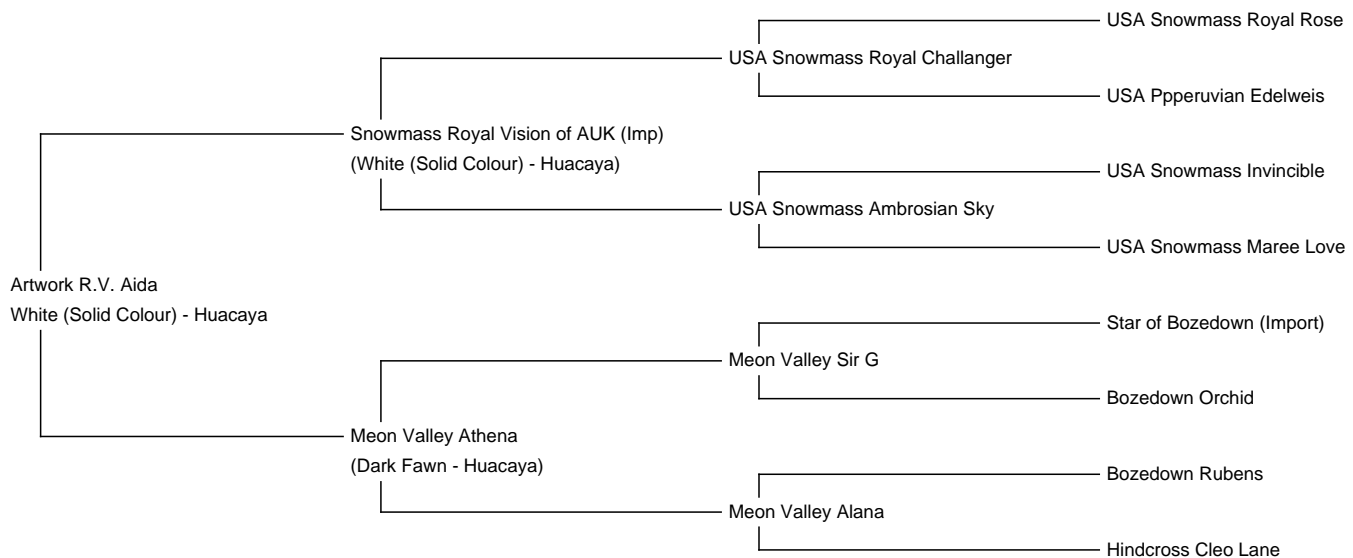 USA Snowmass Royal Rose
USA Snowmass Royal Challanger
USA Ppperuvian Edelweis
Snowmass Royal Vision of AUK (Imp)
(White (Solid Colour) - Huacaya)
USA Snowmass Invincible
USA Snowmass Ambrosian Sky
USA Snowmass Maree Love
Artwork R.V. Aida
White (Solid Colour) - Huacaya
Star of Bozedown (Import)
Meon Valley Sir G
Bozedown Orchid
Meon Valley Athena
(Dark Fawn - Huacaya)
Bozedown Rubens
Meon Valley Alana
Hindcross Cleo Lane